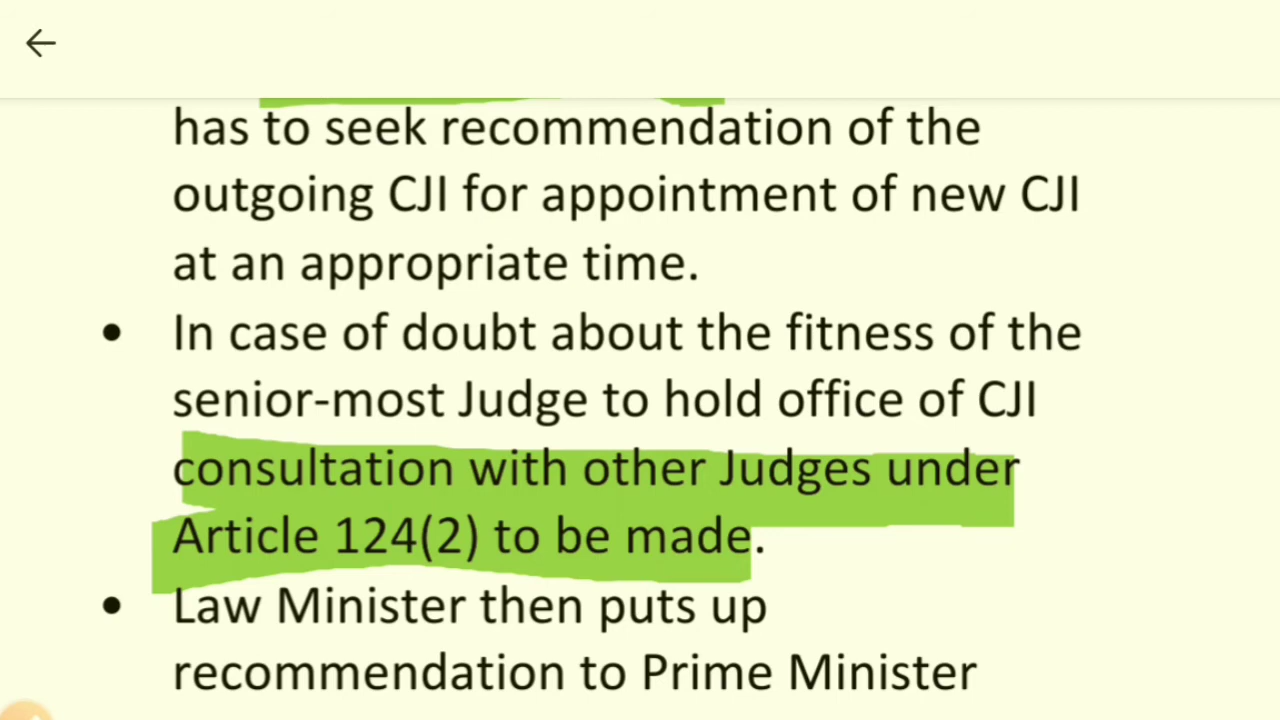 has to seek recommendation of the
outgoing CJI for appointment of new CJI
at an appropriate time.
• In case of doubt about the fitness of the
senior-most Judge to hold office of CJI
consultation with other Judges under
Article 124(2) to be made.
• Law Minister then puts up
recommendation to Prime Minister